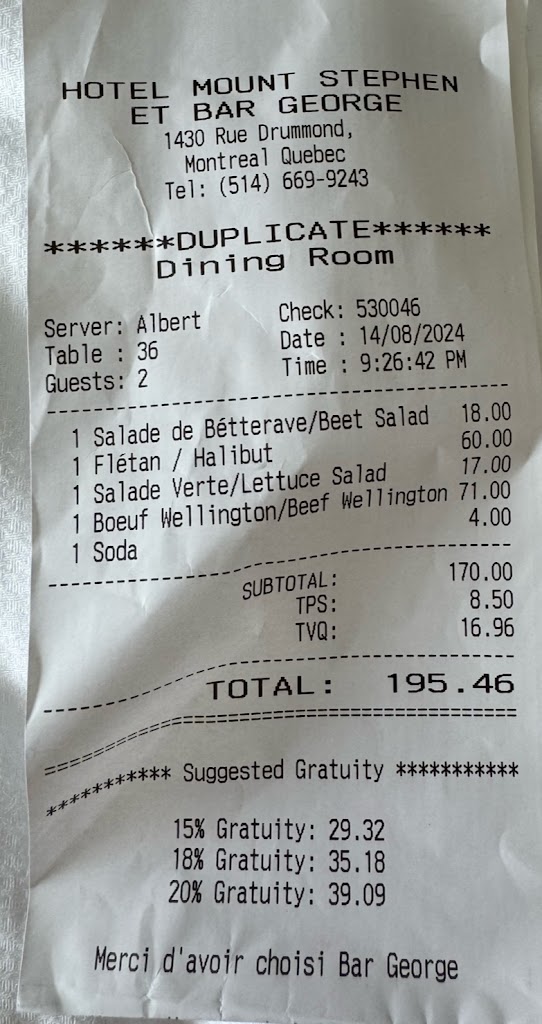 HOTEL MOUNT STEPHEN
ET BAR GEORGE
1430 Rue Drummond,
Montreal Quebec
Tel: (514) 669-9243
******DUPLICATE******
Dining Room
Server: Albert Check: 530046
Table : 36 Date : 14/08/2024
Guests: 2 Time : 9:26:42 PM
1 Salade de Bétterave/Beet Salad 18.00
1 Flétan / Halibut 60.00
1 Salade Verte/Lettuce Salad 17.00
1 Boeuf Wellington/Beef Wellington 71.00
1 Soda 4.00
SUBTOTAL: 170.00
TPS: 8.50
TVQ: 16.96
TOTAL: 195.46
*********** Suggested Gratuity ***********
15% Gratuity: 29.32
18% Gratuity: 35.18
20% Gratuity: 39.09
Merci d'avoir choisi Bar George